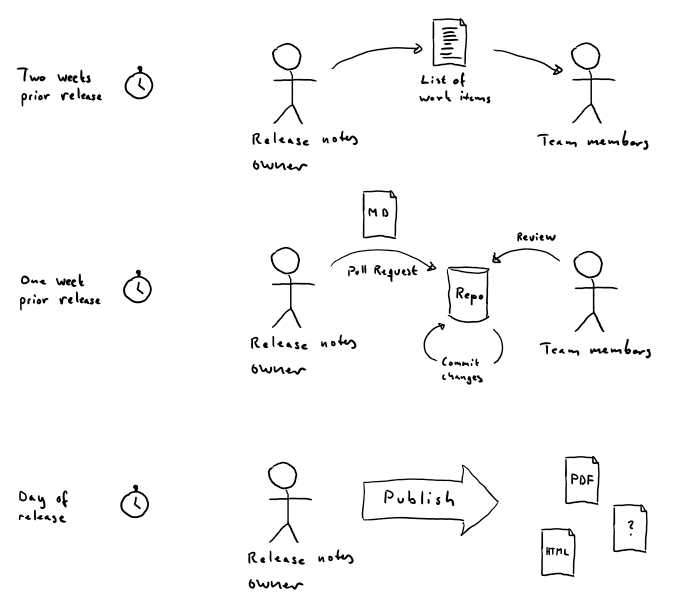 Two weeks
prior release
List of
work items
Release notes
owner
Team members
MD
Pull Request
Review
One week
prior release
Repo
Release notes
owner
Commit
changes
Team members
Day of
release
Publish
PDF
?
HTML
Release notes
owner